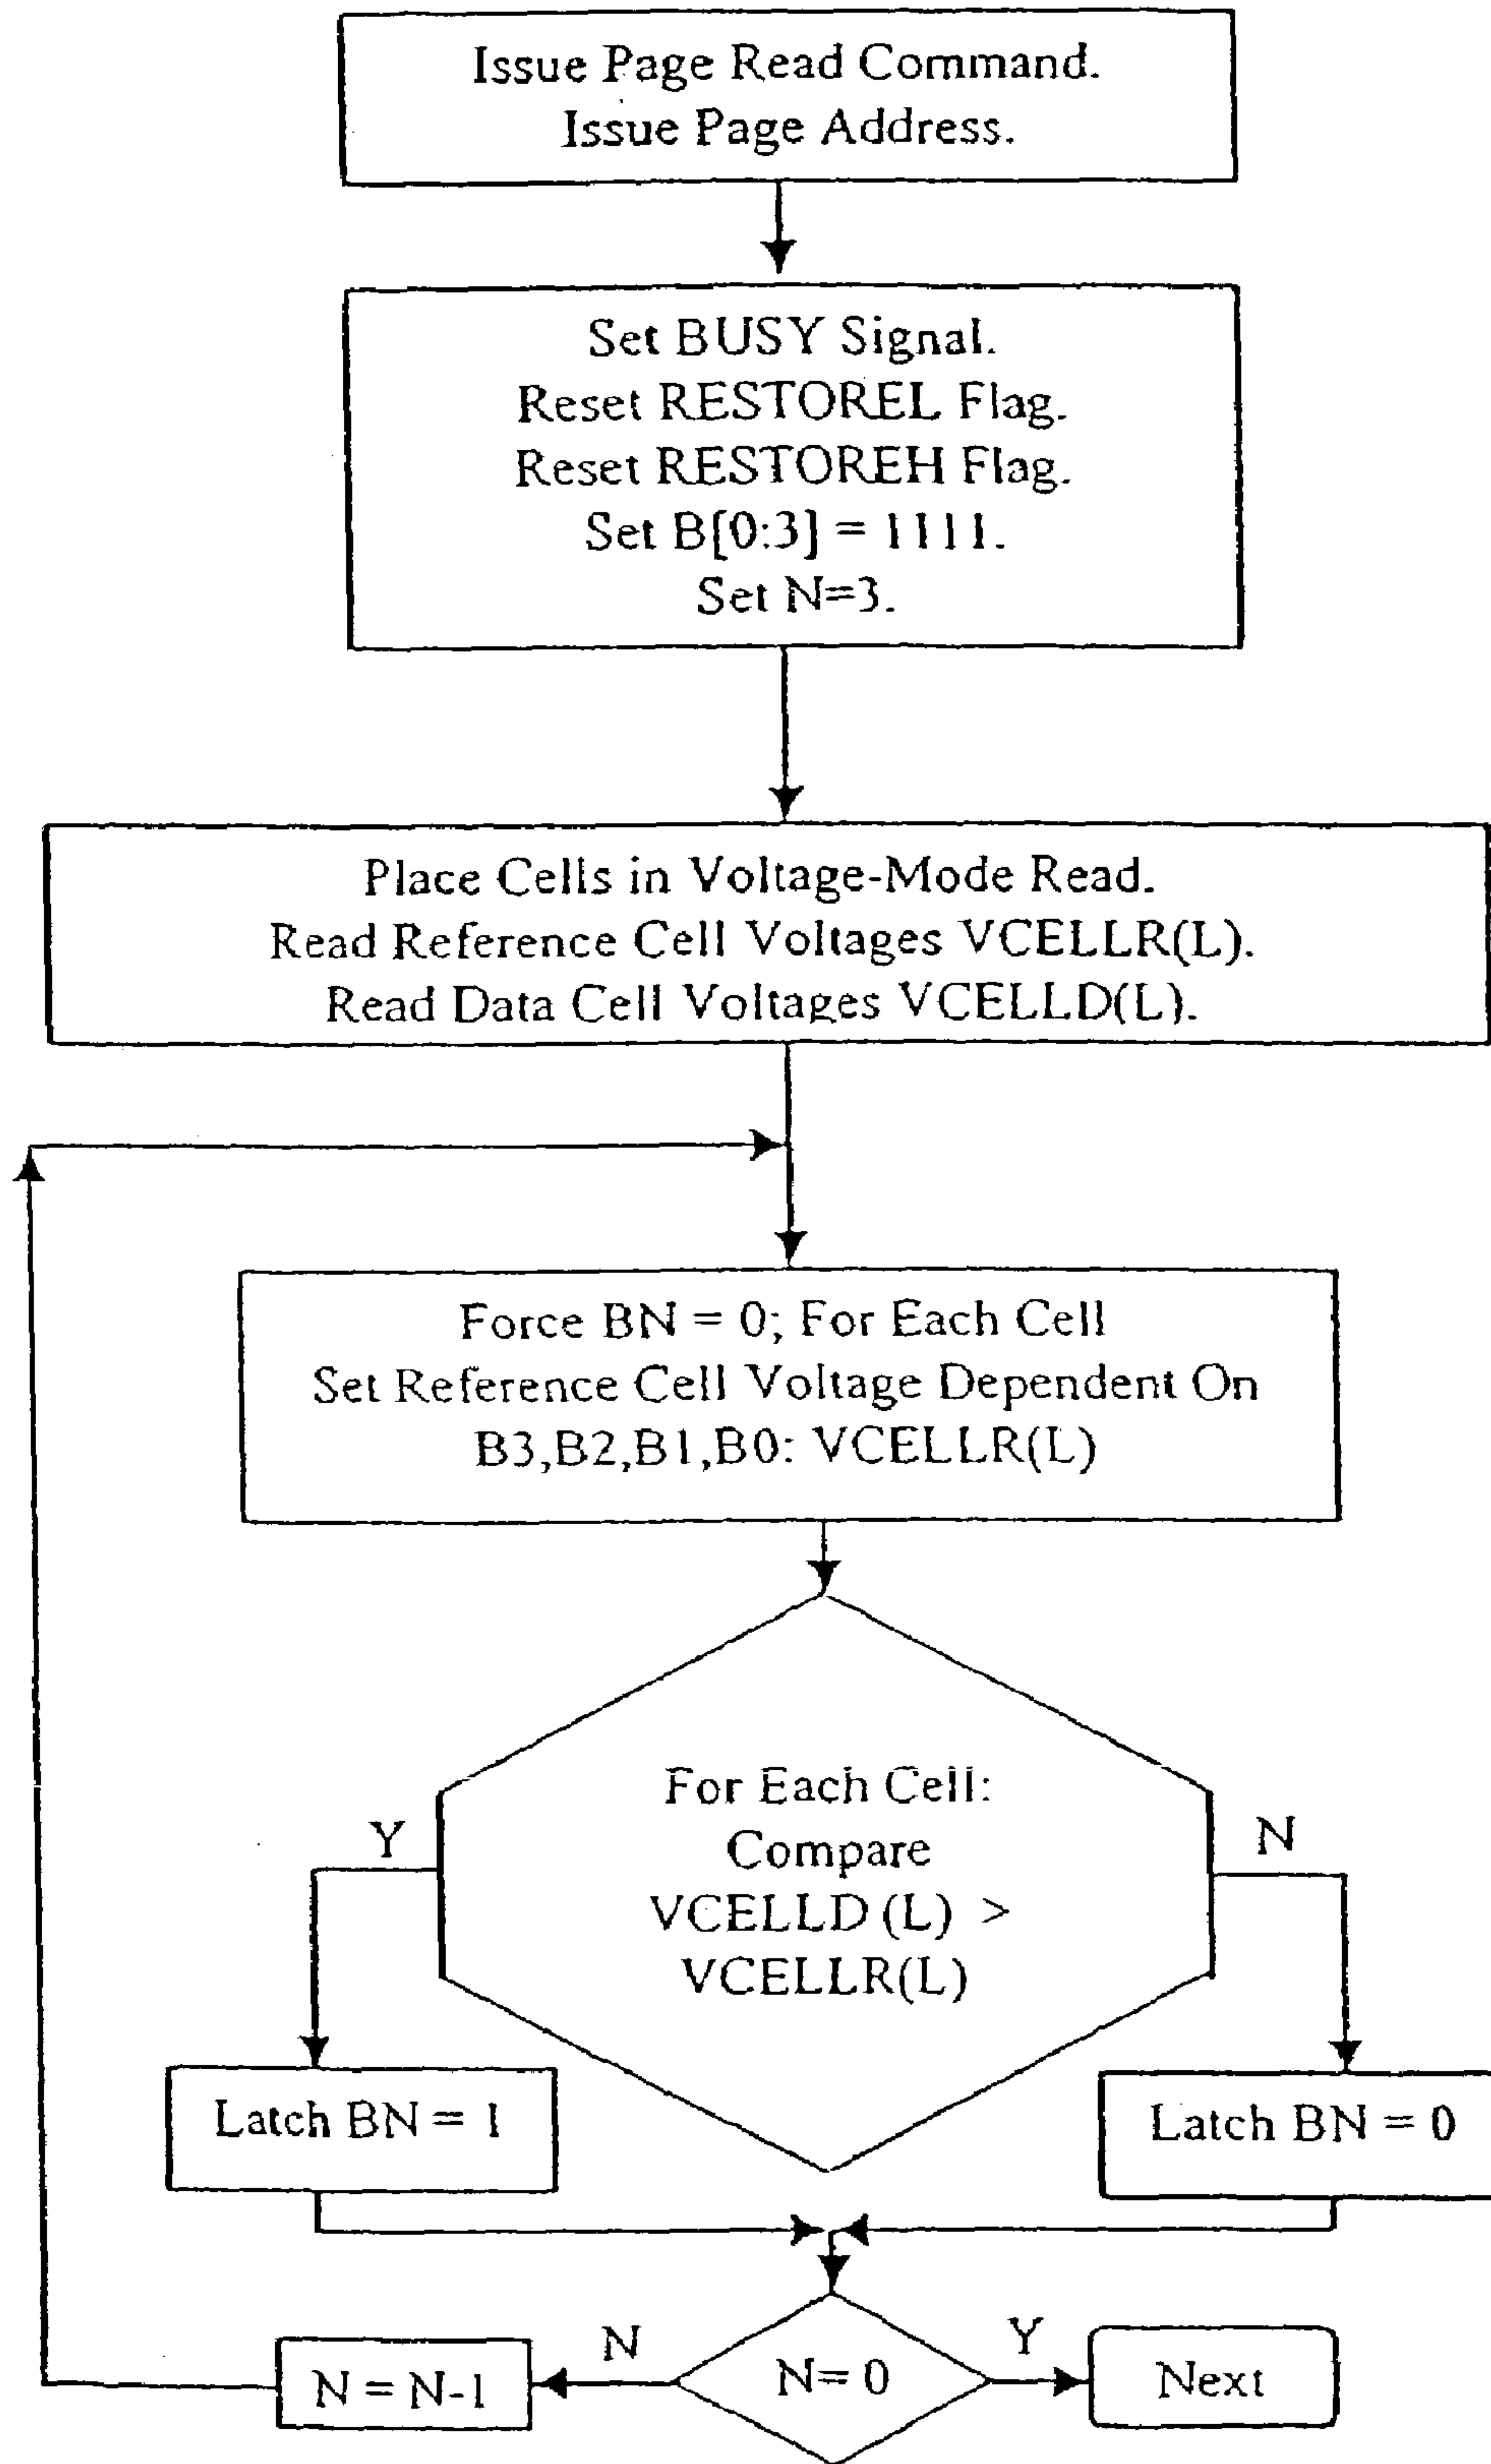 Issue Page Read Command.
Issue Page Address.
Set BUSY Signal.
Reset RESTOREL Flag.
Reset RESTOREH Flag.
Set B[0:3] = 1111.
Set N=3.
Place Cells in Voltage-Mode Read.
Read Reference Cell Voltages VCELLR(L).
Read Data Cell Voltages VCELLD(L).
Force BN = 0; For Each Cell
Set Reference Cell Voltage Dependent On
B3,B2,B1,B0: VCELLR(L)
For Each Cell:
Compare
VCELLD (L) >
VCELLR(L)
Y
N
Latch BN = 1
Latch BN = 0
N = N-1
N
N= 0
Y
Next